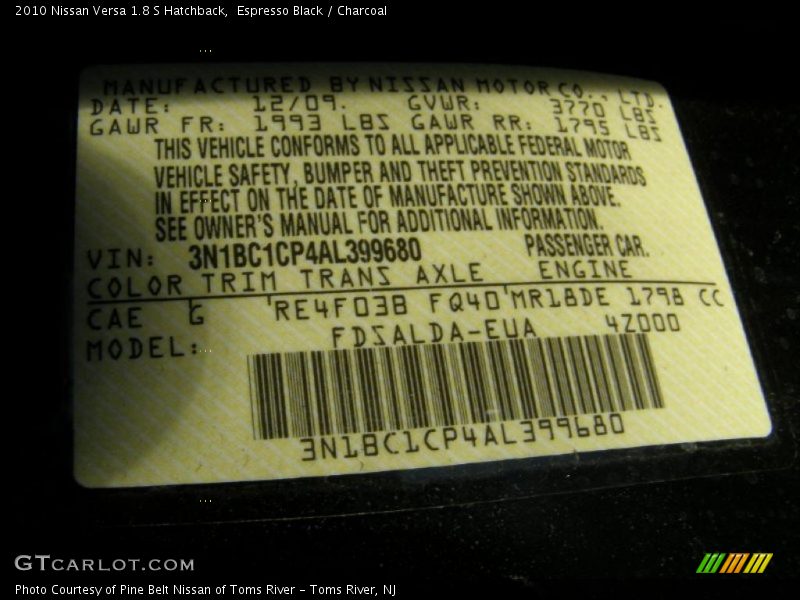 2010 Nissan Versa 1.8 S Hatchback,  Espresso Black / Charcoal
MANUFACTURED BY NISSAN MOTOR CO., LTD.
DATE: 12/09. GVWR: 3770 LBS
GAWR FR: 1993 LBS GAWR RR: 1795 LBS
THIS VEHICLE CONFORMS TO ALL APPLICABLE FEDERAL MOTOR
VEHICLE SAFETY, BUMPER AND THEFT PREVENTION STANDARDS
IN EFFECT ON THE DATE OF MANUFACTURE SHOWN ABOVE.
SEE OWNER'S MANUAL FOR ADDITIONAL INFORMATION.
VIN: 3N1BC1CP4AL399680 PASSENGER CAR.
COLOR TRIM TRANS AXLE ENGINE
CAE G RE4F03B FQ40 MR18DE 1798 CC
MODEL: FDSALDA-EUA 4Z000
3N1BC1CP4AL399680
GTCARLOT.COM
Photo Courtesy of Pine Belt Nissan of Toms River – Toms River, NJ